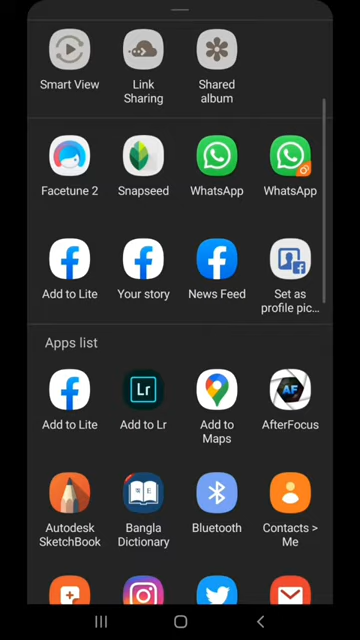 Smart View
Link
Sharing
Shared
album
Facetune 2
Snapseed
WhatsApp
WhatsApp
Add to Lite
Your story
News Feed
Set as
profile pic...
Apps list
Add to Lite
Lr
Add to Lr
Add to
Maps
AF
AfterFocus
Autodesk
SketchBook
Bangla
Dictionary
Bluetooth
Contacts >
Me